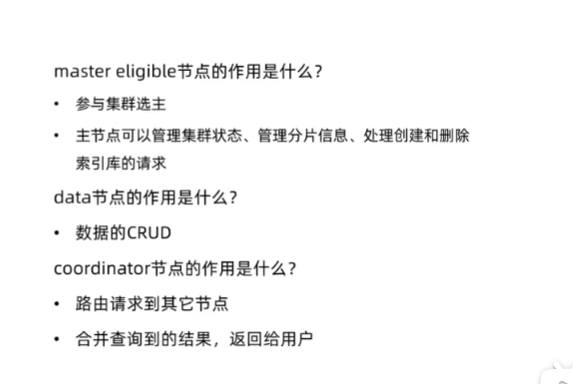 master eligible节点的作用是什么？
• 参与集群选主
• 主节点可以管理集群状态、管理分片信息、处理创建和删除
索引库的请求
data节点的作用是什么？
• 数据的CRUD
coordinator节点的作用是什么？
• 路由请求到其它节点
• 合并查询到的结果，返回给用户